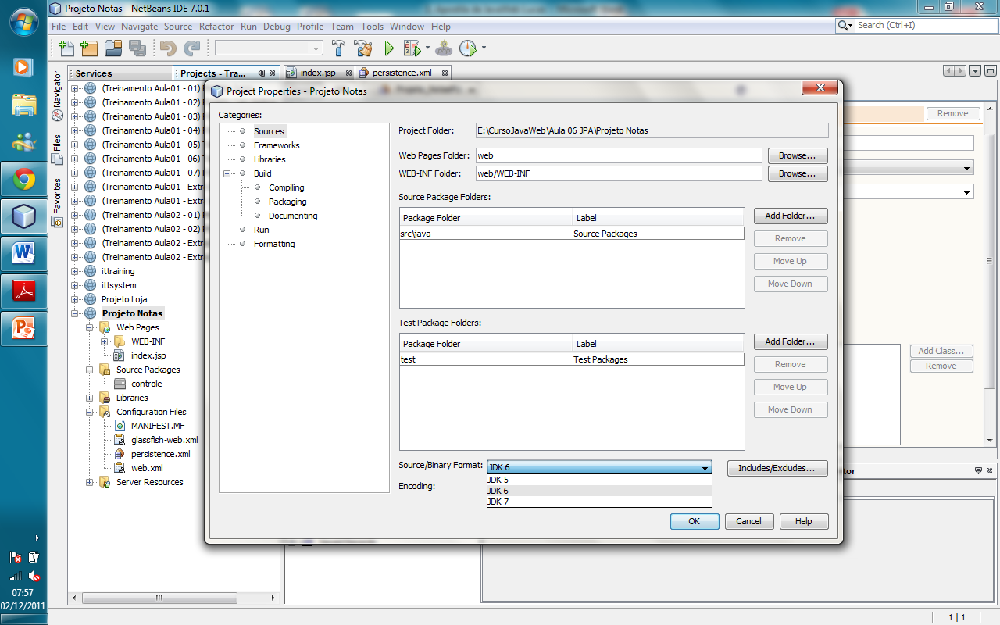 Projeto Notas - NetBeans IDE 7.0.1
File Edit View Navigate Source Refactor Run Debug Profile Team Tools Window Help
Search (Ctrl+I)
Services
Projects - Tra...
index.jsp
persistence.xml
Navigator
Files
Favorites
(Treinamento Aula01 - 01)
(Treinamento Aula01 - 02)
(Treinamento Aula01 - 03)
(Treinamento Aula01 - 04)
(Treinamento Aula01 - 05)
(Treinamento Aula01 - 06)
(Treinamento Aula01 - 07)
(Treinamento Aula01 - Extr
(Treinamento Aula01 - Extr
(Treinamento Aula02 - 01)
(Treinamento Aula02 - 02)
(Treinamento Aula02 - Extr
(Treinamento Aula02 - Extr
ittraining
ittsystem
Projeto Loja
Projeto Notas
Web Pages
WEB-INF
index.jsp
Source Packages
controle
Libraries
Configuration Files
MANIFEST.MF
glassfish-web.xml
persistence.xml
web.xml
Server Resources
Project Properties - Projeto Notas
Categories:
Sources
Frameworks
Libraries
Build
Compiling
Packaging
Documenting
Run
Formatting
Project Folder: E:\CursoJavaWeb\Aula 06 JPA\Projeto Notas
Web Pages Folder: web Browse...
WEB-INF Folder: web/WEB-INF Browse...
Source Package Folders:
Package Folder Label
src\java Source Packages
Add Folder...
Remove
Move Up
Move Down
Test Package Folders:
Package Folder Label
test Test Packages
Add Folder...
Remove
Move Up
Move Down
Source/Binary Format: JDK 6 Includes/Excludes...
JDK 5
JDK 6
JDK 7
Encoding:
OK Cancel Help
Remove
Add Class...
Remove
tor
07:57
02/12/2011
1 | 1